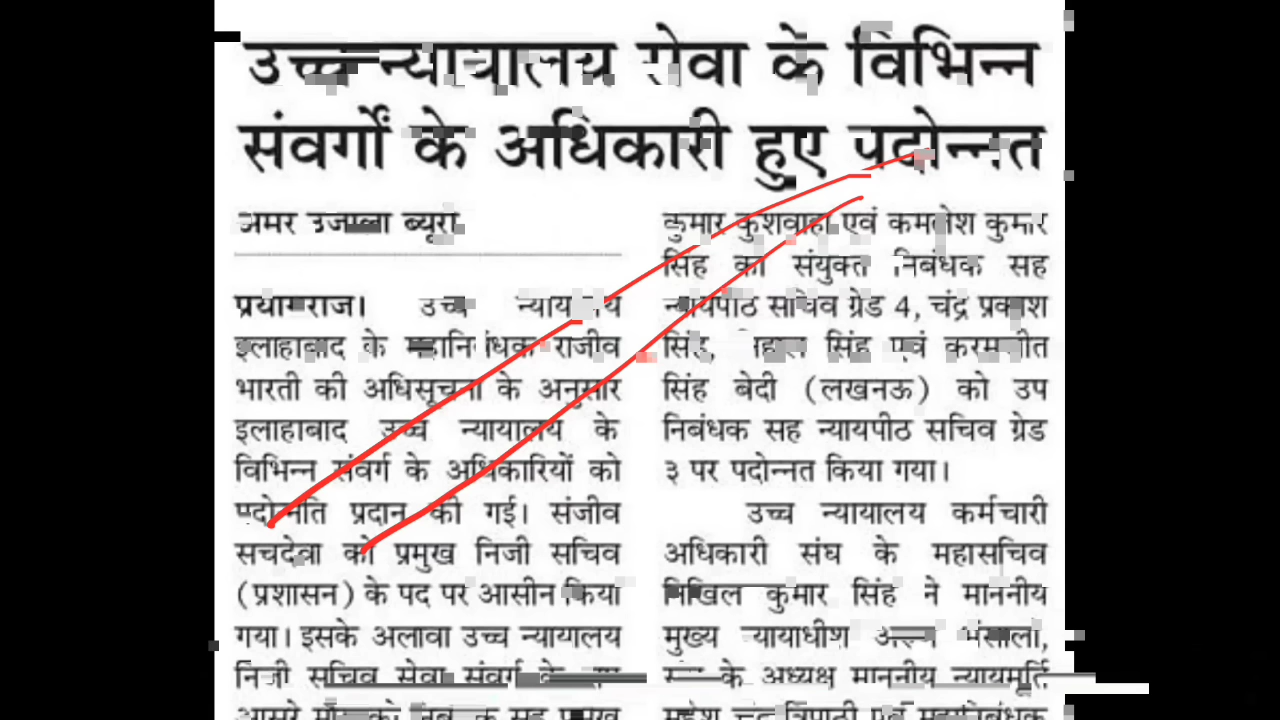 उच्च न्यायालय सेवा के विभिन्न
संवर्गों के अधिकारी हुए पदोन्नत
अमर उजाला ब्यूरो
प्रयागराज। उच्च न्यायालय
इलाहाबाद के महानिबंधक राजीव
भारती की अधिसूचना के अनुसार
इलाहाबाद उच्च न्यायालय के
विभिन्न संवर्ग के अधिकारियों को
पदोन्नति प्रदान की गई। संजीव
सचदेवा को प्रमुख निजी सचिव
(प्रशासन) के पद पर आसीन किया
गया। इसके अलावा उच्च न्यायालय
निजी सचिव सेवा संवर्ग के
कुमार कुशवाहा एवं कमलेश कुमार
सिंह को संयुक्त निबंधक सह
न्यायपीठ सचिव ग्रेड 4, चंद्र प्रकाश
सिंह, सिंह एवं करमजीत
सिंह बेदी (लखनऊ) को उप
निबंधक सह न्यायपीठ सचिव ग्रेड
३ पर पदोन्नत किया गया।
उच्च न्यायालय कर्मचारी
अधिकारी संघ के महासचिव
निखिल कुमार सिंह ने माननीय
मुख्य न्यायाधीश
के अध्यक्ष माननीय न्यायमूर्ति